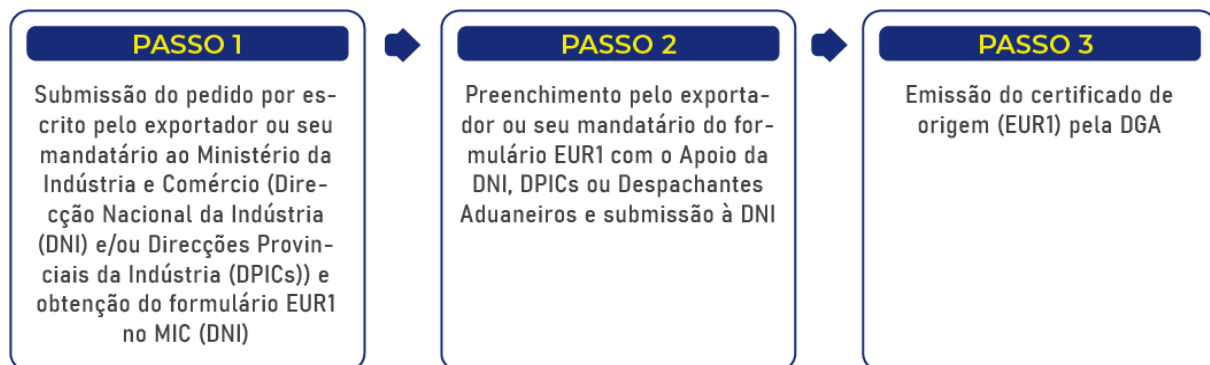 PASSO 1
Submissão do pedido por es-
crito pelo exportador ou seu
mandatário ao Ministério da
Indústria e Comércio (Dire-
cção Nacional da Indústria
(DNI) e/ou Direcções Provin-
ciais da Indústria (DPICs)) e
obtenção do formulário EUR1
no MIC (DNI)
PASSO 2
Preenchimento pelo exporta-
dor ou seu mandatário do for-
mulário EUR1 com o Apoio da
DNI, DPICs ou Despachantes
Aduaneiros e submissão à DNI
PASSO 3
Emissão do certificado de
origem (EUR1) pela DGA